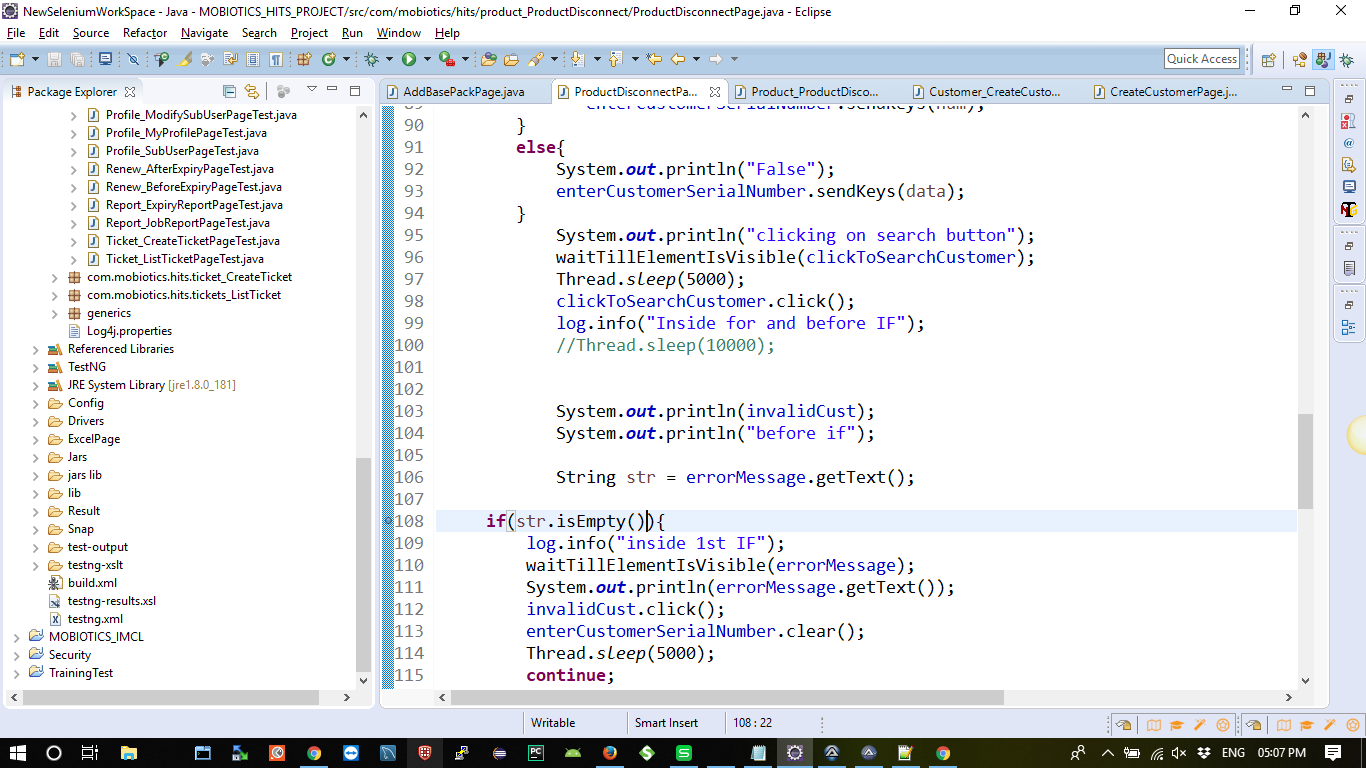 NewSeleniumWorkSpace - Java - MOBIOTICS_HITS_PROJECT/src/com/mobiotics/hits/product_ProductDisconnect/ProductDisconnectPage.java - Eclipse
File Edit Source Refactor Navigate Search Project Run Window Help
Quick Access
Package Explorer
AddBasePackPage.java
ProductDisconnectPa...
Product_ProductDisco...
Customer_CreateCusto...
CreateCustomerPage.j...
Profile_ModifySubUserPageTest.java
Profile_MyProfilePageTest.java
Profile_SubUserPageTest.java
Renew_AfterExpiryPageTest.java
Renew_BeforeExpiryPageTest.java
Report_ExpiryReportPageTest.java
Report_JobReportPageTest.java
Ticket_CreateTicketPageTest.java
Ticket_ListTicketPageTest.java
com.mobiotics.hits.ticket_CreateTicket
com.mobiotics.hits.tickets_ListTicket
generics
Log4j.properties
Referenced Libraries
TestNG
JRE System Library [jre1.8.0_181]
Config
Drivers
ExcelPage
Jars
jars lib
lib
Result
Snap
test-output
testng-xslt
build.xml
testng-results.xsl
testng.xml
MOBIOTICS_IMCL
Security
TrainingTest
89 enterCustomerSerialNumber.sendKeys(num);
90 }
91 else{
92 System.out.println("False");
93 enterCustomerSerialNumber.sendKeys(data);
94 }
95 System.out.println("clicking on search button");
96 waitTillElementIsVisible(clickToSearchCustomer);
97 Thread.sleep(5000);
98 clickToSearchCustomer.click();
99 log.info("Inside for and before IF");
100 //Thread.sleep(10000);
101
102
103 System.out.println(invalidCust);
104 System.out.println("before if");
105
106 String str = errorMessage.getText();
107
108 if(str.isEmpty()){
109 log.info("inside 1st IF");
110 waitTillElementIsVisible(errorMessage);
111 System.out.println(errorMessage.getText());
112 invalidCust.click();
113 enterCustomerSerialNumber.clear();
114 Thread.sleep(5000);
115 continue;
Writable Smart Insert 108 : 22
ENG 05:07 PM